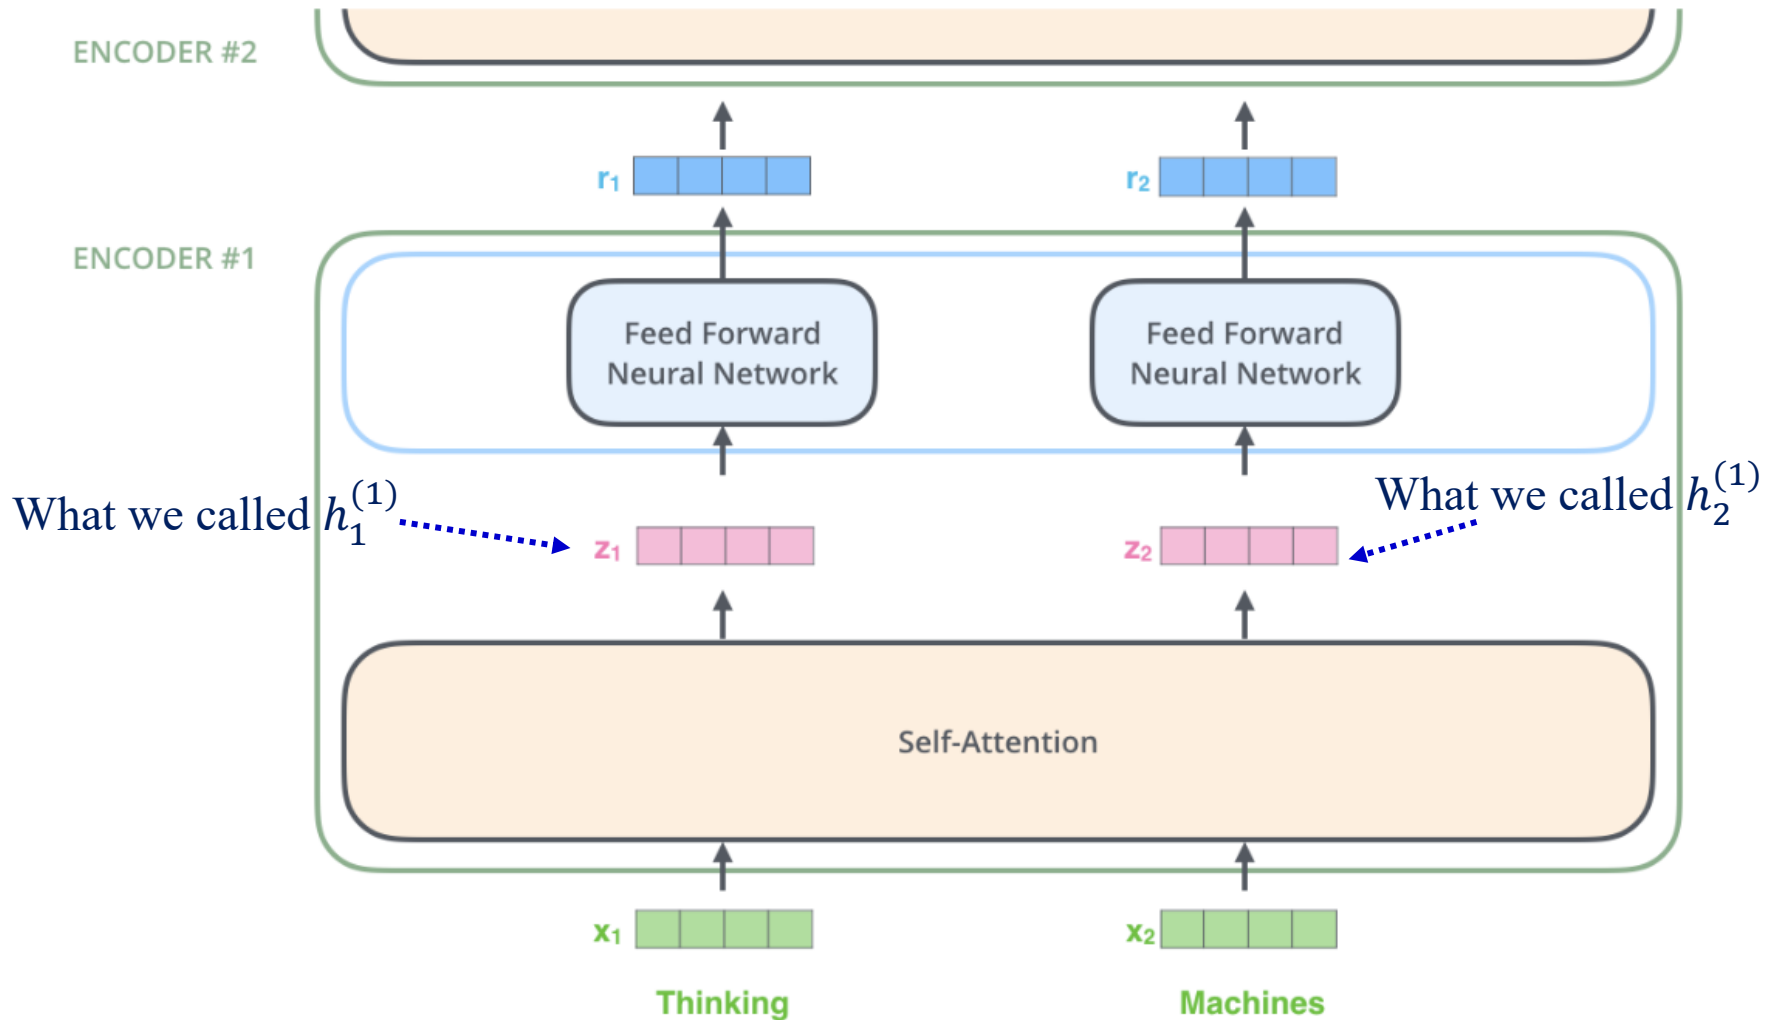 ENCODER #2
r₁
r₂
ENCODER #1
Feed Forward
Neural Network
Feed Forward
Neural Network
What we called h₁⁽¹⁾
What we called h₂⁽¹⁾
z₁
z₂
Self-Attention
x₁
x₂
Thinking
Machines